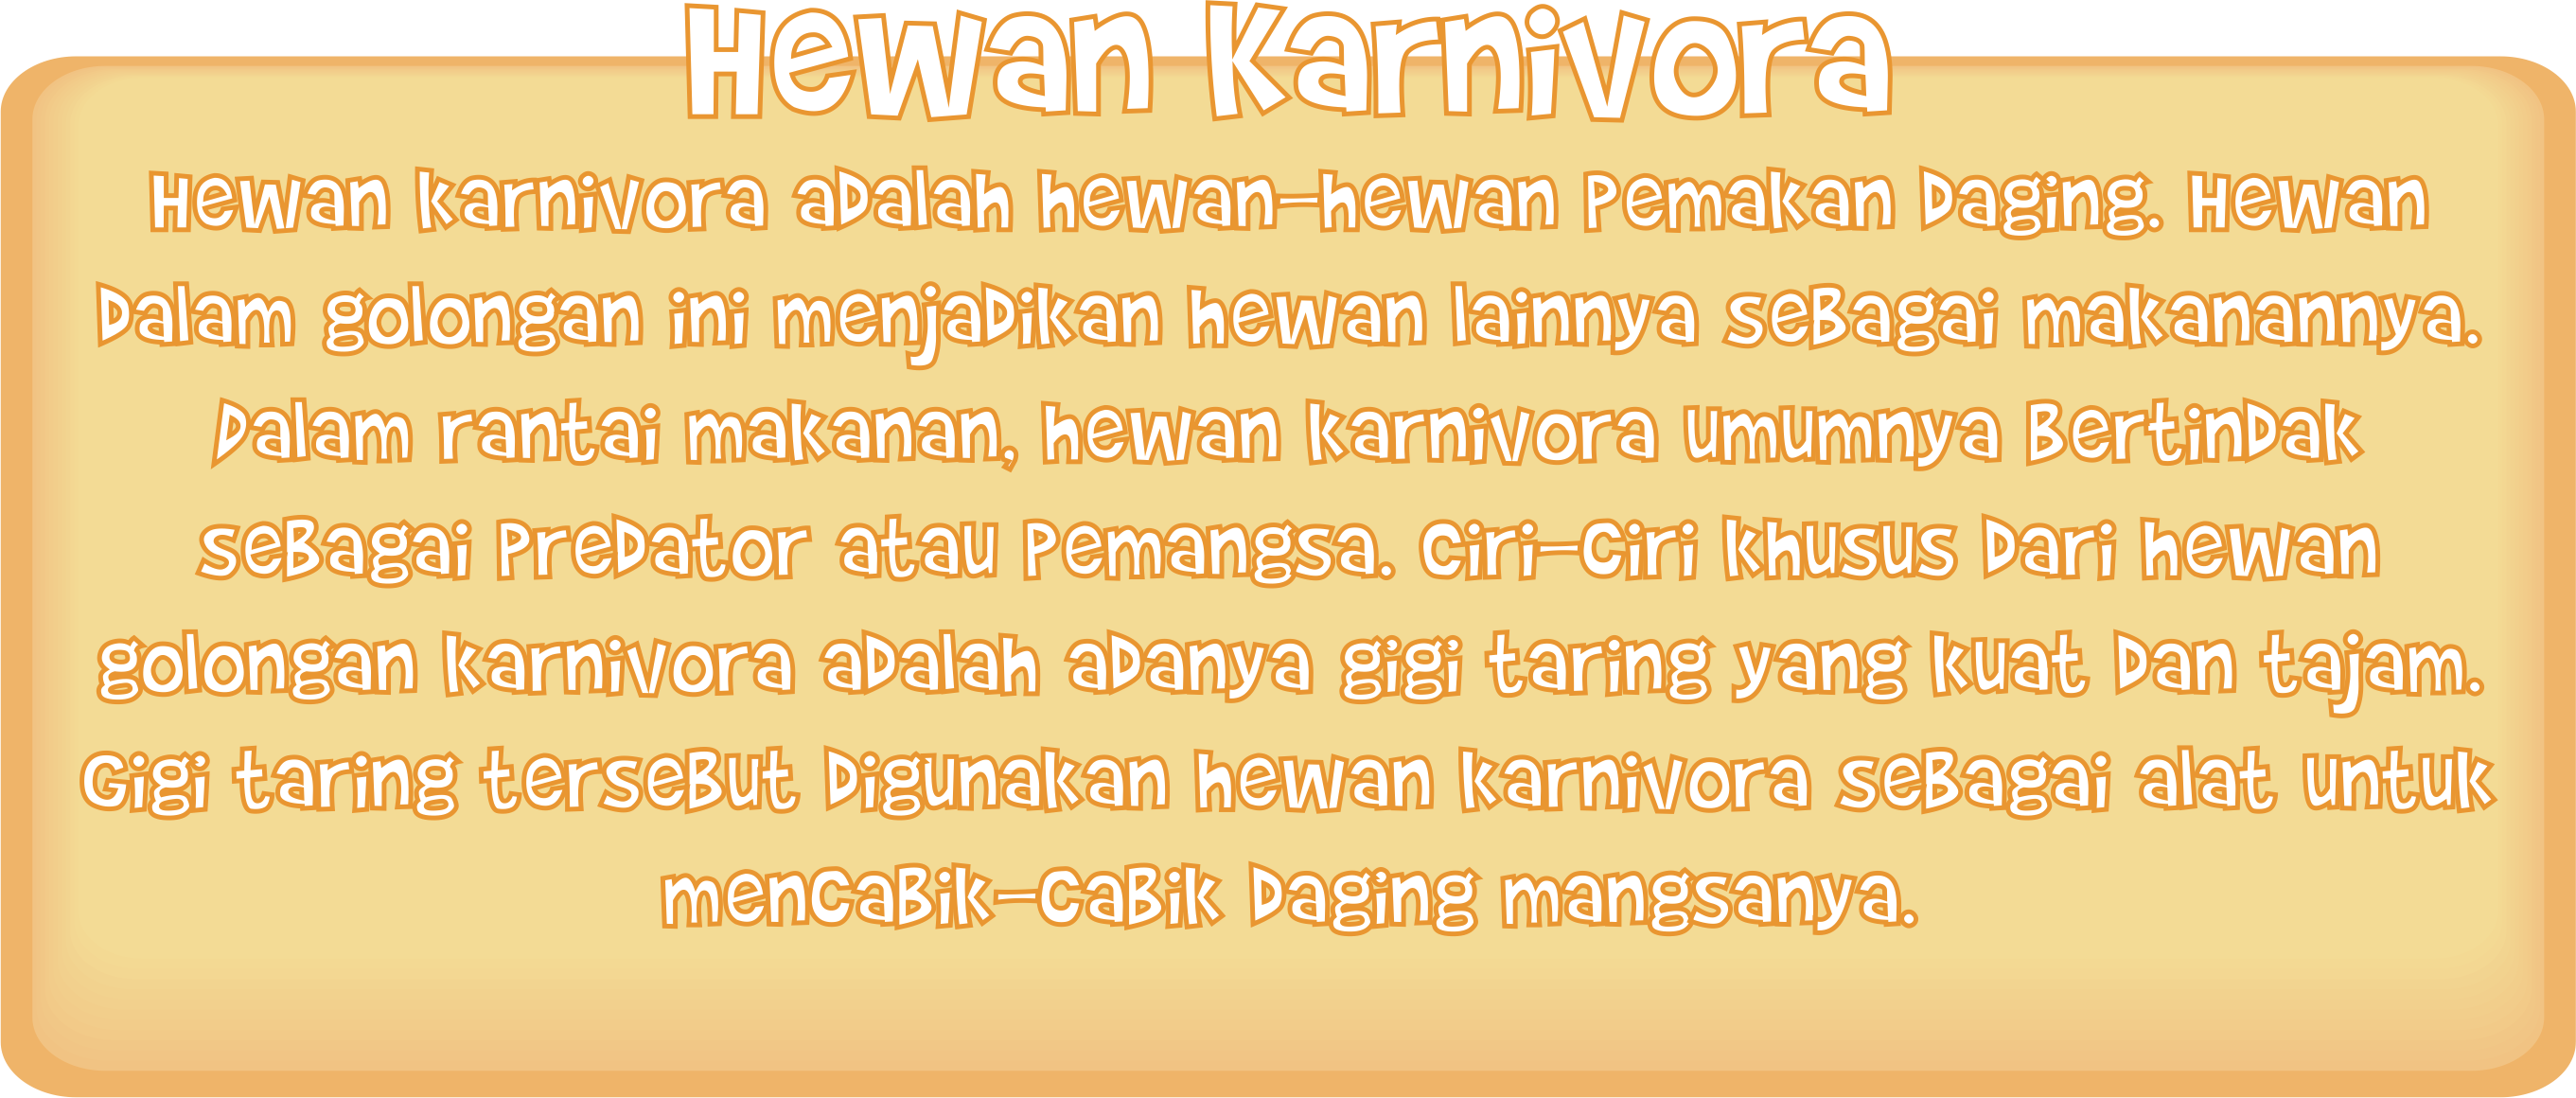 Hewan Karnivora
Hewan karnivora adalah hewan-hewan pemakan daging. Hewan
dalam golongan ini menjadikan hewan lainnya sebagai makanannya.
Dalam rantai makanan, hewan karnivora umumnya bertindak
sebagai predator atau pemangsa. Ciri-ciri khusus dari hewan
golongan karnivora adalah adanya gigi taring yang kuat dan tajam.
Gigi taring tersebut digunakan hewan karnivora sebagai alat untuk
mencabik-cabik daging mangsanya.